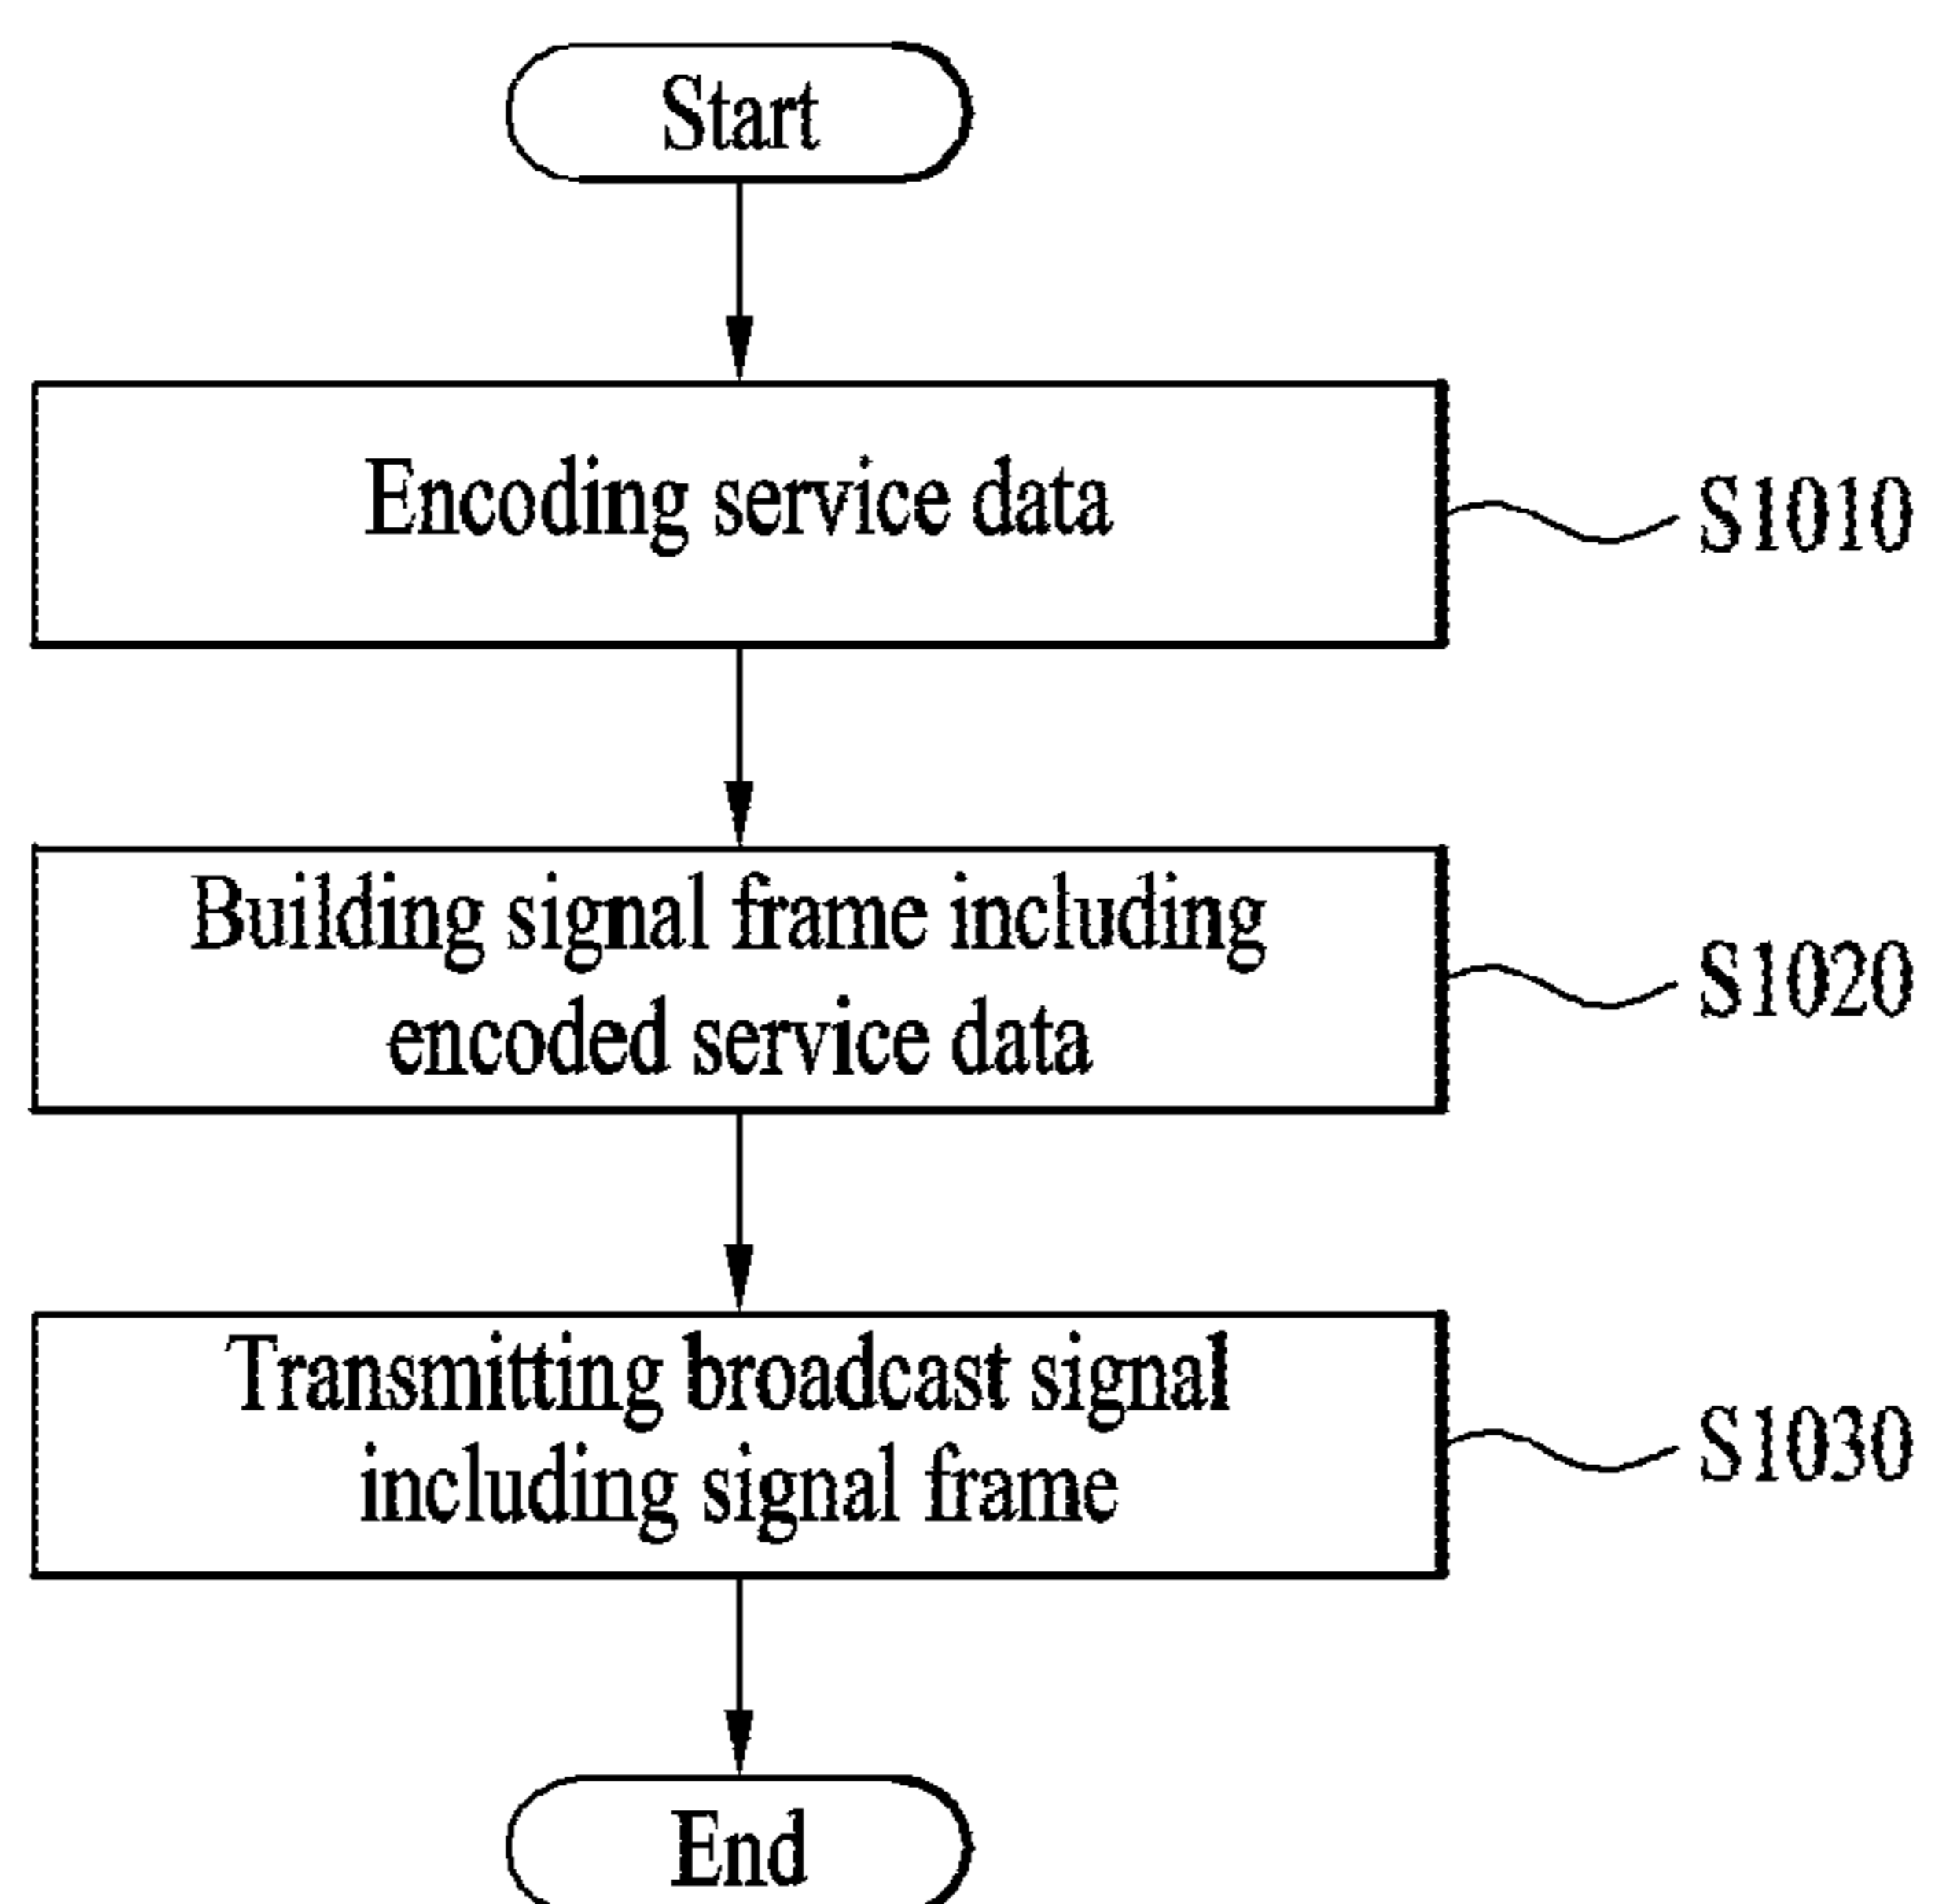 Start
Encoding service data
S1010
Building signal frame including
encoded service data
S1020
Transmitting broadcast signal
including signal frame
S1030
End